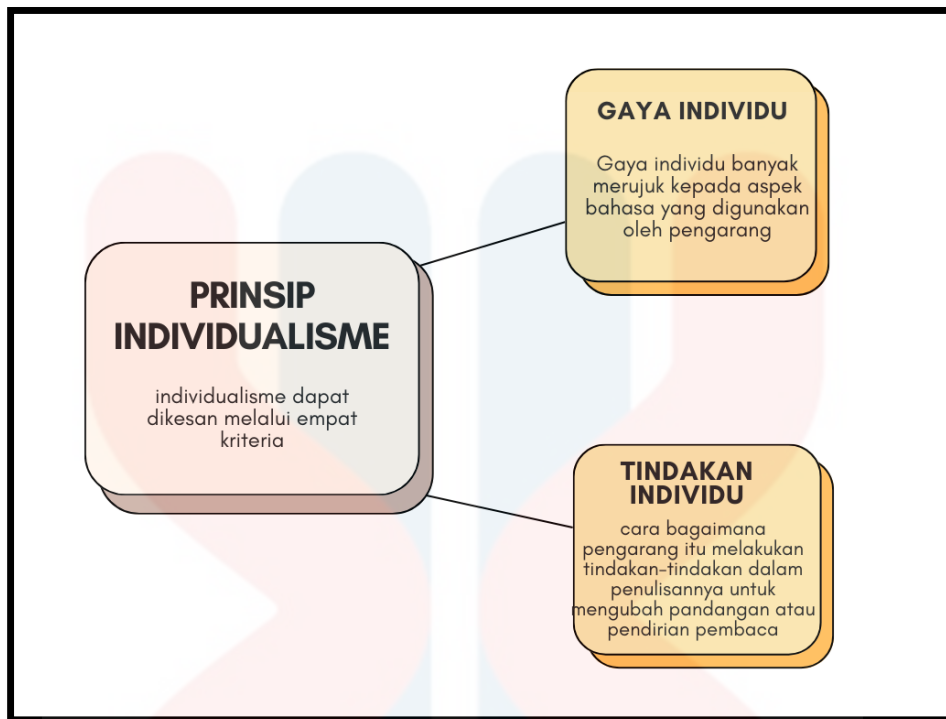 PRINSIP
INDIVIDUALISME
individualisme dapat
dikesan melalui empat
kriteria
GAYA INDIVIDU
Gaya individu banyak
merujuk kepada aspek
bahasa yang digunakan
oleh pengarang
TINDAKAN
INDIVIDU
cara bagaimana
pengarang itu melakukan
tindakan-tindakan dalam
penulisannya untuk
mengubah pandangan atau
pendirian pembaca